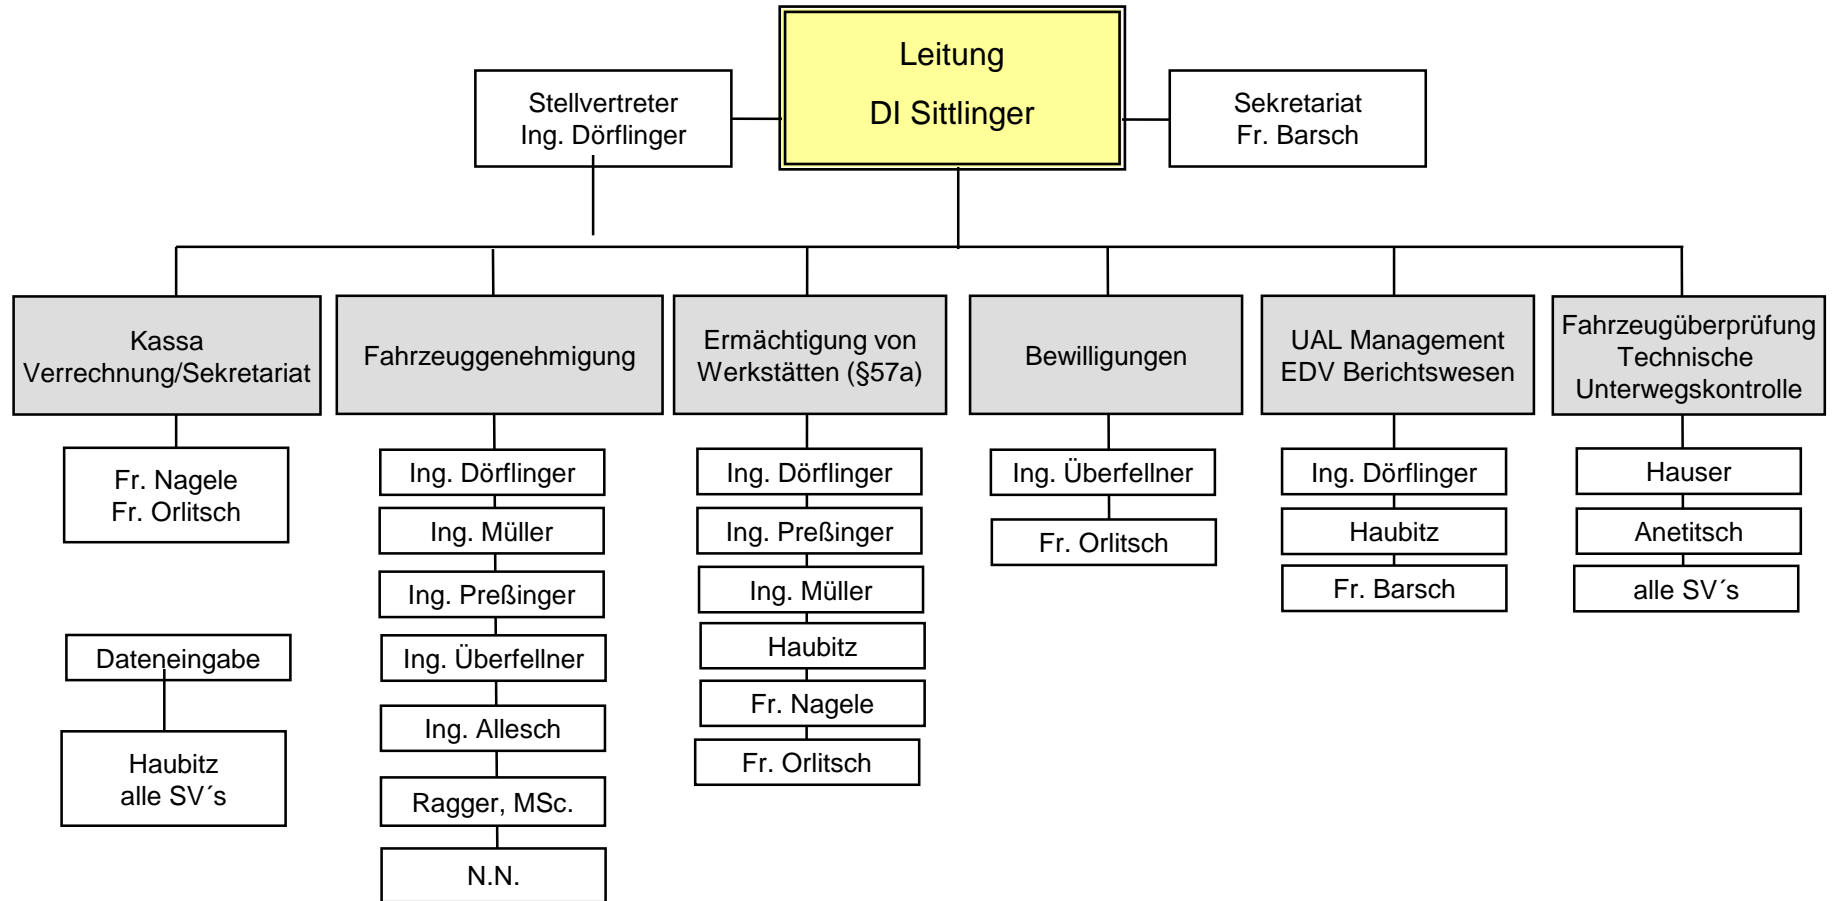 Leitung
DI Sittlinger
Stellvertreter
Ing. Dörflinger
Sekretariat
Fr. Barsch
Kassa
Verrechnung/Sekretariat
Fr. Nagele
Fr. Orlitsch
Dateneingabe
Haubitz
alle SV´s
Fahrzeuggenehmigung
Ing. Dörflinger
Ing. Müller
Ing. Preßinger
Ing. Überfellner
Ing. Allesch
Ragger, MSc.
N.N.
Ermächtigung von
Werkstätten (§57a)
Ing. Dörflinger
Ing. Preßinger
Ing. Müller
Haubitz
Fr. Nagele
Fr. Orlitsch
Bewilligungen
Ing. Überfellner
Fr. Orlitsch
UAL Management
EDV Berichtswesen
Ing. Dörflinger
Haubitz
Fr. Barsch
Fahrzeugüberprüfung
Technische
Unterwegskontrolle
Hauser
Anetitsch
alle SV´s